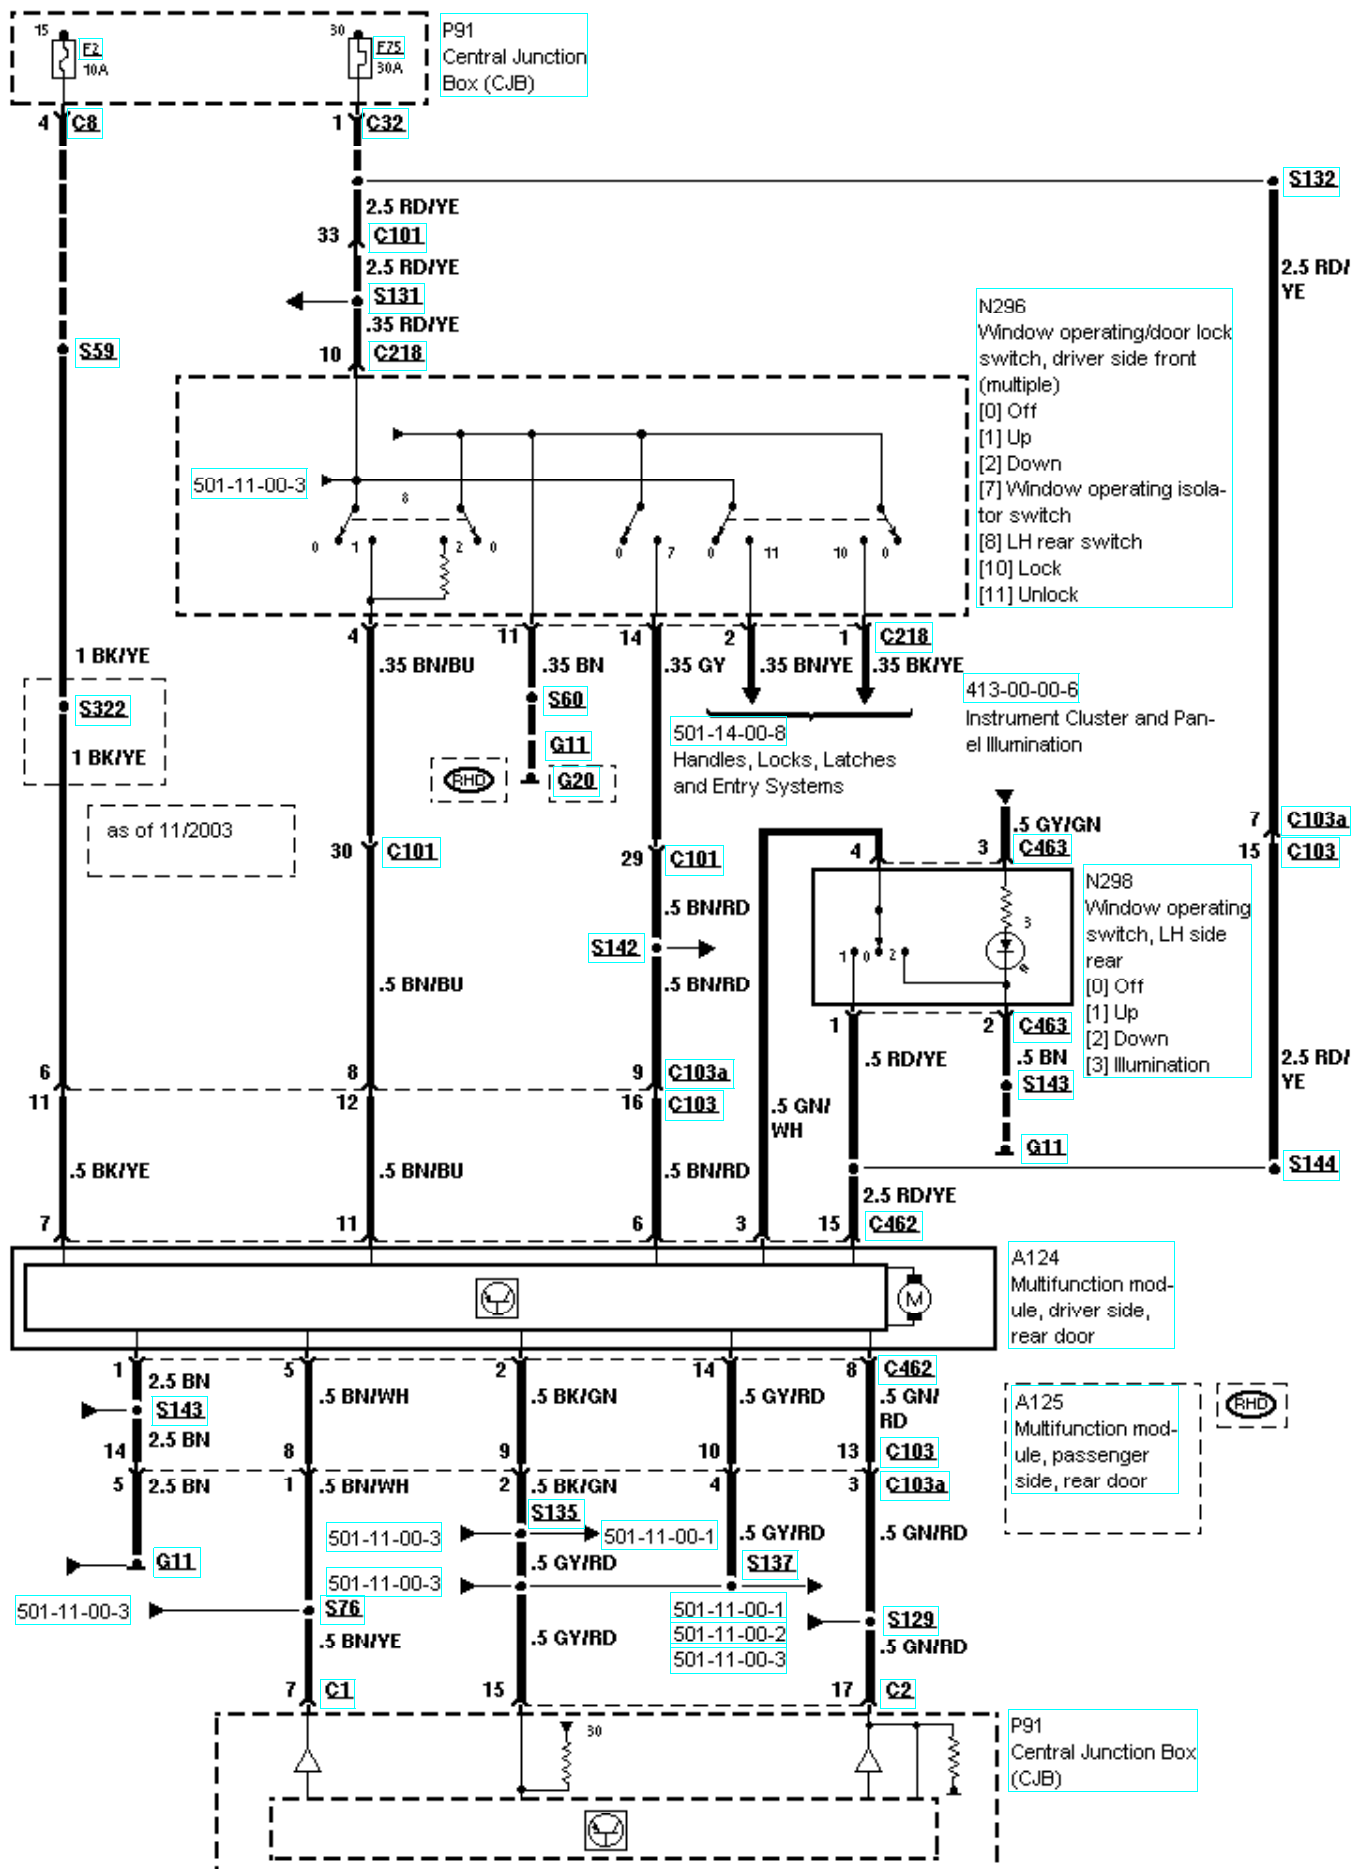 15
F2
10A
30
F75
30A
P91
Central Junction
Box (CJB)
4
C8
1
C32
S132
2.5 RD/YE
33
C101
2.5 RD/YE
2.5 RD/
YE
S131
.35 RD/YE
10
C218
S59
N296
Window operating/door lock
switch, driver side front
(multiple)
[0] Off
[1] Up
[2] Down
[7] Window operating isola-
tor switch
[8] LH rear switch
[10] Lock
[11] Unlock
501-11-00-3
8
0
1
2
0
0
7
0
11
10
0
4
11
14
2
1
C218
1 BK/YE
.35 BN/BU
.35 BN
.35 GY
.35 BN/YE
.35 BK/YE
S322
S60
413-00-00-6
Instrument Cluster and Pan-
el Illumination
1 BK/YE
G11
G20
RHD
501-14-00-8
Handles, Locks, Latches
and Entry Systems
as of 11/2003
.5 GY/GN
7
C103a
30
C101
29
C101
4
3
C463
15
C103
N298
Window operating
switch, LH side
rear
[0] Off
[1] Up
[2] Down
[3] Illumination
.5 BN/RD
S142
3
1
0
2
.5 BN/BU
.5 BN/RD
1
2
C463
.5 RD/YE
.5 BN
2.5 RD/
YE
6
8
9
C103a
S143
11
12
16
C103
.5 GN/
WH
G11
.5 BK/YE
.5 BN/BU
.5 BN/RD
S144
2.5 RD/YE
7
11
6
3
15
C462
M
A124
Multifunction mod-
ule, driver side,
rear door
1
5
2
14
8
C462
2.5 BN
.5 BN/WH
.5 BK/GN
.5 GY/RD
.5 GN/
RD
S143
A125
Multifunction mod-
ule, passenger
side, rear door
RHD
2.5 BN
14
8
9
10
13
C103
5
2.5 BN
1
.5 BN/WH
2
.5 BK/GN
4
3
C103a
S135
501-11-00-3
501-11-00-1
.5 GY/RD
.5 GN/RD
G11
.5 GY/RD
S137
501-11-00-3
501-11-00-3
S76
501-11-00-1
501-11-00-2
501-11-00-3
S129
.5 BN/YE
.5 GY/RD
.5 GN/RD
7
C1
15
17
C2
30
P91
Central Junction Box
(CJB)